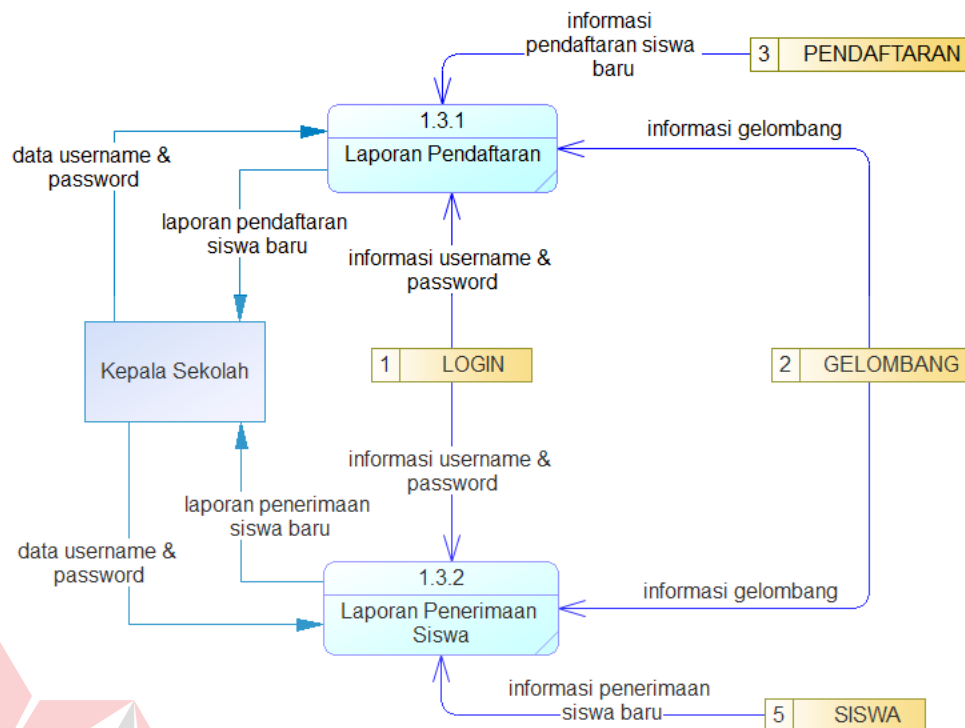 informasi
pendaftaran siswa
baru
3 PENDAFTARAN
1.3.1
Laporan Pendaftaran
informasi gelombang
data username &
password
laporan pendaftaran
siswa baru
informasi username &
password
Kepala Sekolah
1 LOGIN
2 GELOMBANG
informasi username &
password
laporan penerimaan
siswa baru
data username &
password
1.3.2
Laporan Penerimaan
Siswa
informasi gelombang
informasi penerimaan
siswa baru
5 SISWA